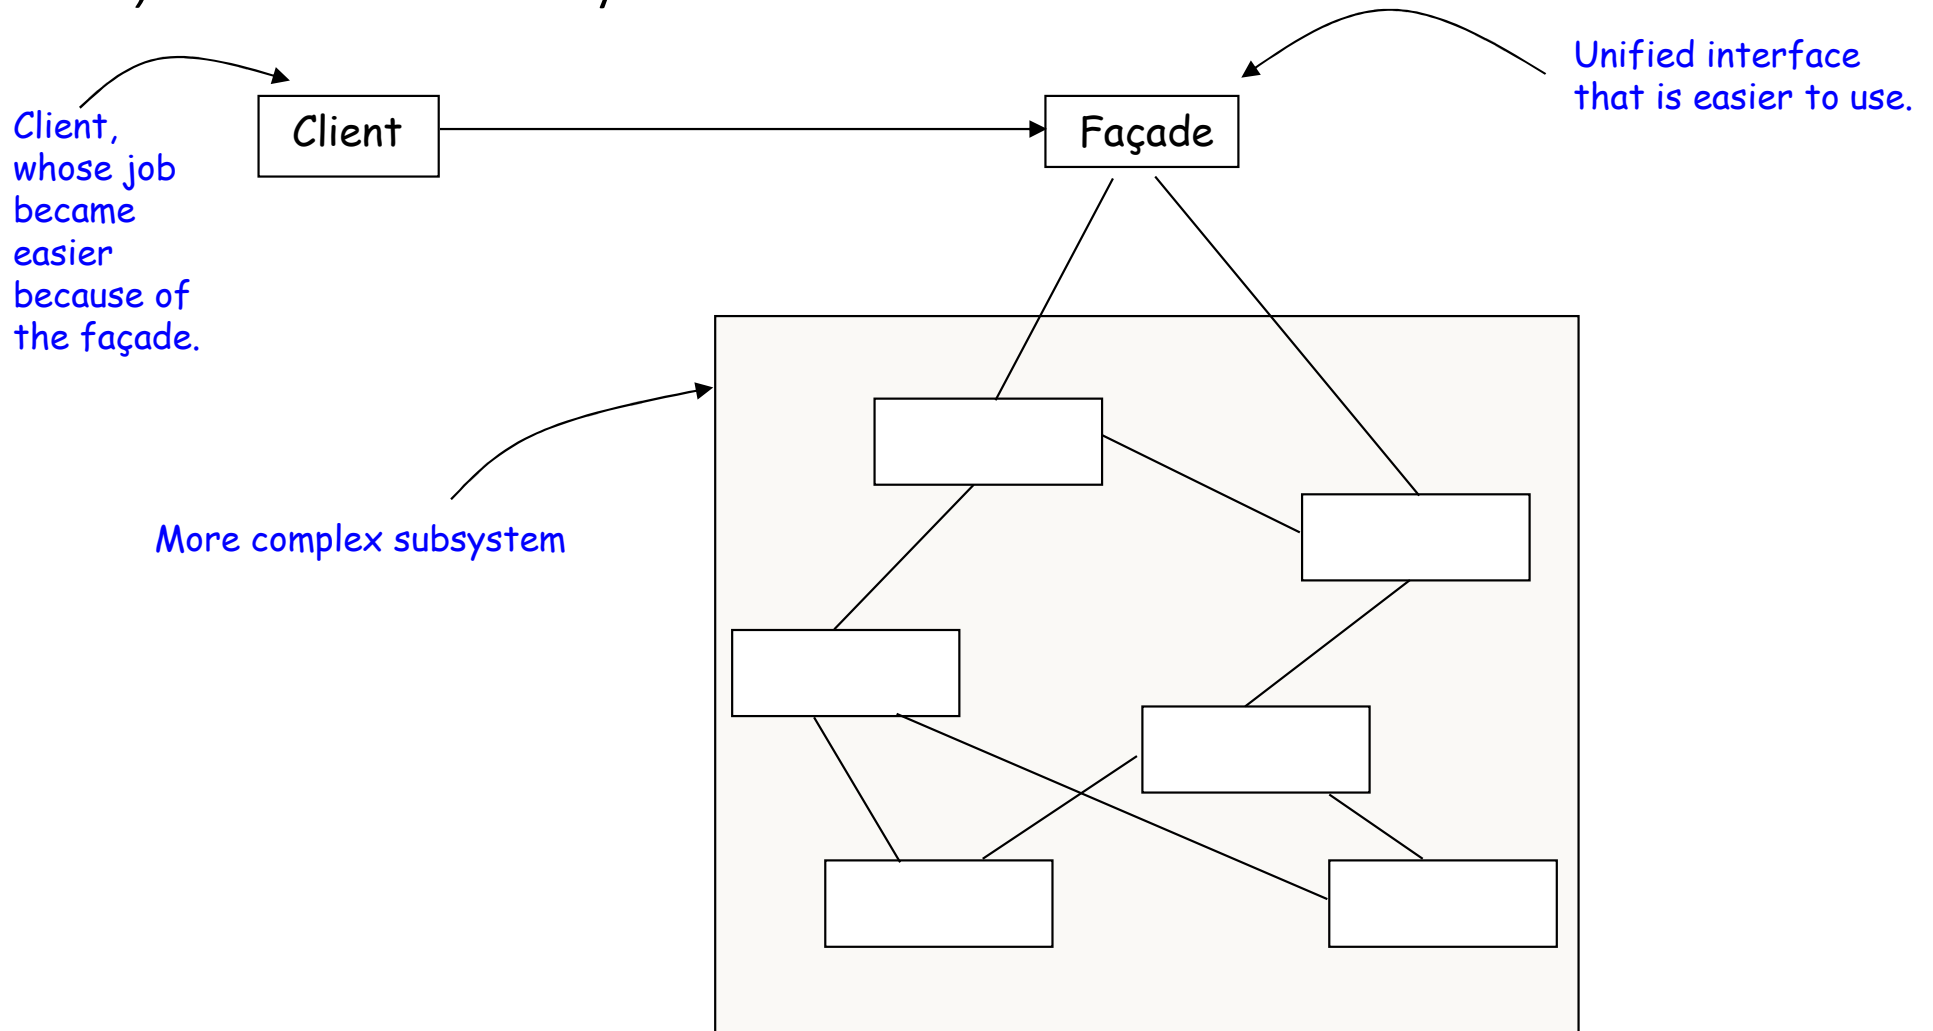 Client
Façade
Unified interface
that is easier to use.
Client,
whose job
became
easier
because of
the façade.
More complex subsystem